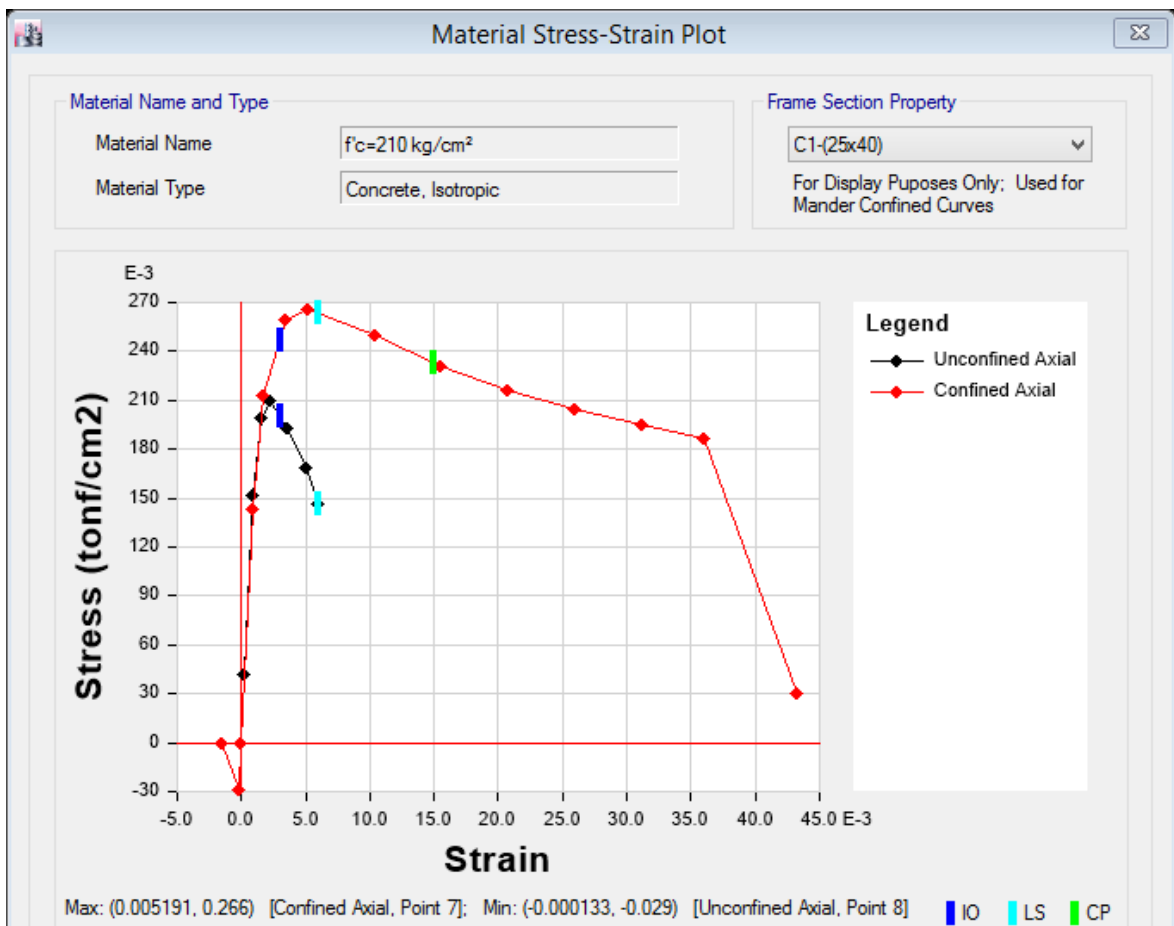 Material Stress-Strain Plot
Material Name and Type
Material Name
f'c=210 kg/cm²
Material Type
Concrete, Isotropic
Frame Section Property
C1-(25x40)
For Display Puposes Only; Used for
Mander Confined Curves
E-3
270
240
210
180
150
120
90
60
30
0
-30
Stress (tonf/cm2)
-5.0 0.0 5.0 10.0 15.0 20.0 25.0 30.0 35.0 40.0 45.0 E-3
Strain
Legend
Unconfined Axial
Confined Axial
Max: (0.005191, 0.266) [Confined Axial, Point 7]; Min: (-0.000133, -0.029) [Unconfined Axial, Point 8]
IO LS CP